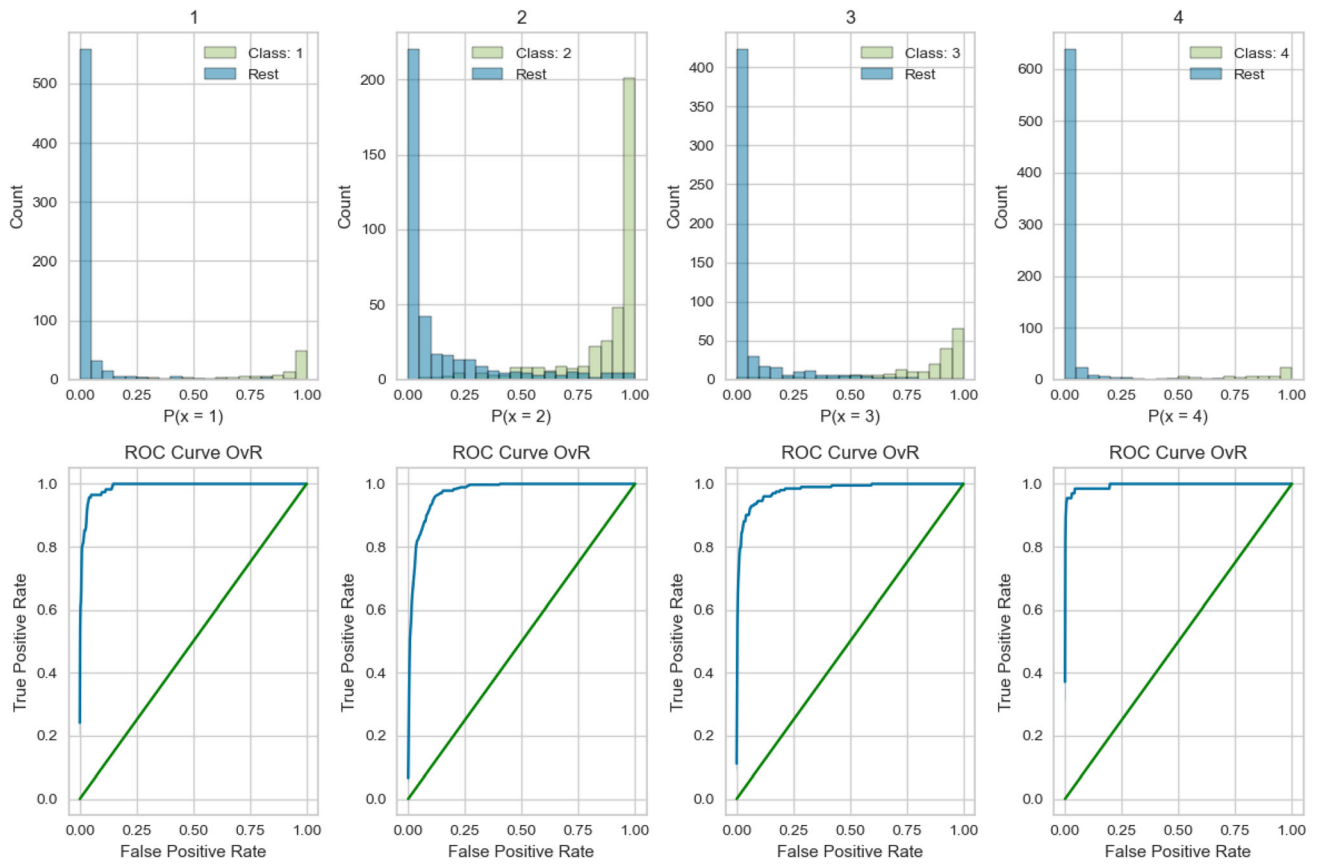 1
2
3
4
Class: 1
Rest
Class: 2
Rest
Class: 3
Rest
Class: 4
Rest
500
400
300
200
100
0
Count
0.00 0.25 0.50 0.75 1.00
P(x = 1)
200
150
100
50
0
Count
0.00 0.25 0.50 0.75 1.00
P(x = 2)
400
350
300
250
200
150
100
50
0
Count
0.00 0.25 0.50 0.75 1.00
P(x = 3)
600
500
400
300
200
100
0
Count
0.00 0.25 0.50 0.75 1.00
P(x = 4)
ROC Curve OvR
1.0
0.8
0.6
0.4
0.2
0.0
True Positive Rate
0.00 0.25 0.50 0.75 1.00
False Positive Rate
ROC Curve OvR
1.0
0.8
0.6
0.4
0.2
0.0
True Positive Rate
0.00 0.25 0.50 0.75 1.00
False Positive Rate
ROC Curve OvR
1.0
0.8
0.6
0.4
0.2
0.0
True Positive Rate
0.00 0.25 0.50 0.75 1.00
False Positive Rate
ROC Curve OvR
1.0
0.8
0.6
0.4
0.2
0.0
True Positive Rate
0.00 0.25 0.50 0.75 1.00
False Positive Rate